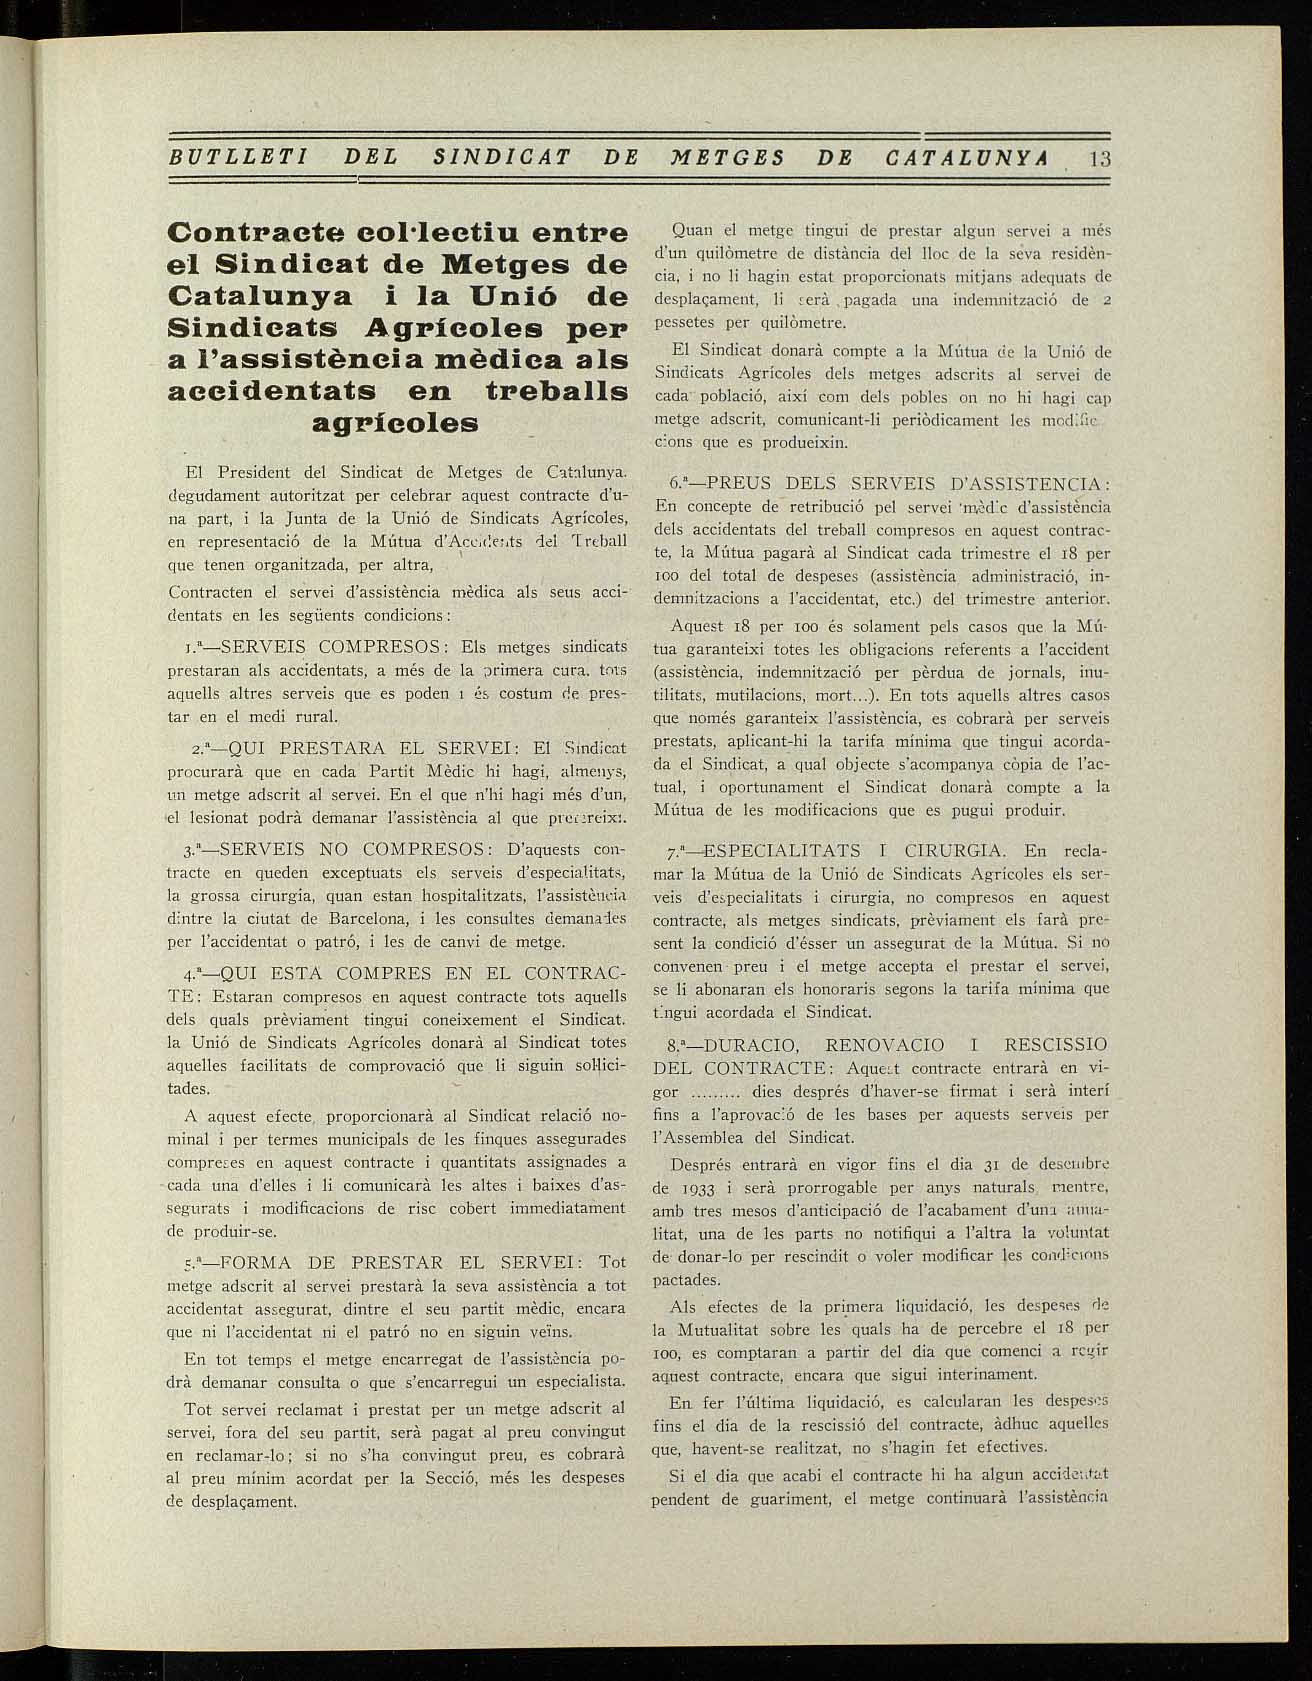 BUTLLETI DEL SINDICAT DE METGES DE CATALUNYA 13
Contracte col·lectiu entre
el Sindicat de Metges de
Catalunya i la Unió de
Sindicats Agrícoles per
a l'assistència mèdica als
accidentats en treballs
agrícoles
El President del Sindicat de Metges de Catalunya.
degudament autoritzat per celebrar aquest contracte d'u-
na part, i la Junta de la Unió de Sindicats Agrícoles,
en representació de la Mútua d'Accidents del Treball
que tenen organitzada, per altra,
Contracten el servei d'assistència mèdica als seus acci-
dentats en les següents condicions:
1.ª—SERVEIS COMPRESOS: Els metges sindicats
prestaran als accidentats, a més de la primera cura. tots
aquells altres serveis que es poden i és costum de pres-
tar en el medi rural.
2.ª—QUI PRESTARA EL SERVEI: El Sindicat
procurarà que en cada Partit Mèdic hi hagi, almenys,
un metge adscrit al servei. En el que n'hi hagi més d'un,
el lesionat podrà demanar l'assistència al que prefereixi.
3.ª—SERVEIS NO COMPRESOS: D'aquests con-
tracte en queden exceptuats els serveis d'especialitats,
la grossa cirurgía, quan estan hospitalitzats, l'assistència
dintre la ciutat de Barcelona, i les consultes demanades
per l'accidentat o patró, i les de canvi de metge.
4.ª—QUI ESTA COMPRES EN EL CONTRAC-
TE: Estaran compresos en aquest contracte tots aquells
dels quals prèviament tingui coneixement el Sindicat.
la Unió de Sindicats Agrícoles donarà al Sindicat totes
aquelles facilitats de comprovació que li siguin sol·lici-
tades.
A aquest efecte, proporcionarà al Sindicat relació no-
minal i per termes municipals de les finques assegurades
compreses en aquest contracte i quantitats assignades a
cada una d'elles i li comunicarà les altes i baixes d'as-
segurats i modificacions de risc cobert immediatament
de produir-se.
5.ª—FORMA DE PRESTAR EL SERVEI: Tot
metge adscrit al servei prestarà la seva assistència a tot
accidentat assegurat, dintre el seu partit mèdic, encara
que ni l'accidentat ni el patró no en siguin veïns.
En tot temps el metge encarregat de l'assistència po-
drà demanar consulta o que s'encarregui un especialista.
Tot servei reclamat i prestat per un metge adscrit al
servei, fora del seu partit, serà pagat al preu convingut
en reclamar-lo; si no s'ha convingut preu, es cobrarà
al preu mínim acordat per la Secció, més les despeses
de desplaçament.
Quan el metge tingui de prestar algun servei a més
d'un quilòmetre de distància del lloc de la seva residèn-
cia, i no li hagin estat proporcionats mitjans adequats de
desplaçament, li serà pagada una indemnització de 2
pessetes per quilòmetre.
El Sindicat donarà compte a la Mútua de la Unió de
Sindicats Agrícoles dels metges adscrits al servei de
cada població, així com dels pobles on no hi hagi cap
metge adscrit, comunicant-li periòdicament les modific
cions que es produeixin.
6.ª—PREUS DELS SERVEIS D'ASSISTENCIA:
En concepte de retribució pel servei mèdic d'assistència
dels accidentats del treball compresos en aquest contrac-
te, la Mútua pagarà al Sindicat cada trimestre el 18 per
100 del total de despeses (assistència administració, in-
demnitzacions a l'accidentat, etc.) del trimestre anterior.
Aquest 18 per 100 és solament pels casos que la Mú-
tua garanteixi totes les obligacions referents a l'accident
(assistència, indemnització per pèrdua de jornals, inu-
tilitats, mutilacions, mort...). En tots aquells altres casos
que només garanteix l'assistència, es cobrarà per serveis
prestats, aplicant-hi la tarifa mínima que tingui acorda-
da el Sindicat, a qual objecte s'acompanya còpia de l'ac-
tual, i oportunament el Sindicat donarà compte a la
Mútua de les modificacions que es pugui produir.
7.ª—ESPECIALITATS I CIRURGIA. En recla-
mar la Mútua de la Unió de Sindicats Agrícoles els ser-
veis d'especialitats i cirurgia, no compresos en aquest
contracte, als metges sindicats, prèviament els farà pre-
sent la condició d'ésser un assegurat de la Mútua. Si no
convenen preu i el metge accepta el prestar el servei,
se li abonaran els honoraris segons la tarifa mínima que
tingui acordada el Sindicat.
8.ª—DURACIO, RENOVACIO I RESCISSIO
DEL CONTRACTE: Aquest contracte entrarà en vi-
gor ......... dies després d'haver-se firmat i serà interí
fins a l'aprovació de les bases per aquests serveis per
l'Assemblea del Sindicat.
Després entrarà en vigor fins el dia 31 de desembre
de 1933 i serà prorrogable per anys naturals, mentre,
amb tres mesos d'anticipació de l'acabament d'una anua-
litat, una de les parts no notifiqui a l'altra la voluntat
de donar-lo per rescindit o voler modificar les condicions
pactades.
Als efectes de la primera liquidació, les despeses de
la Mutualitat sobre les quals ha de percebre el 18 per
100, es comptaran a partir del dia que comenci a regir
aquest contracte, encara que sigui interinament.
En fer l'última liquidació, es calcularan les despeses
fins el dia de la rescissió del contracte, àdhuc aquelles
que, havent-se realitzat, no s'hagin fet efectives.
Si el dia que acabi el contracte hi ha algun accidentat
pendent de guariment, el metge continuarà l'assistència